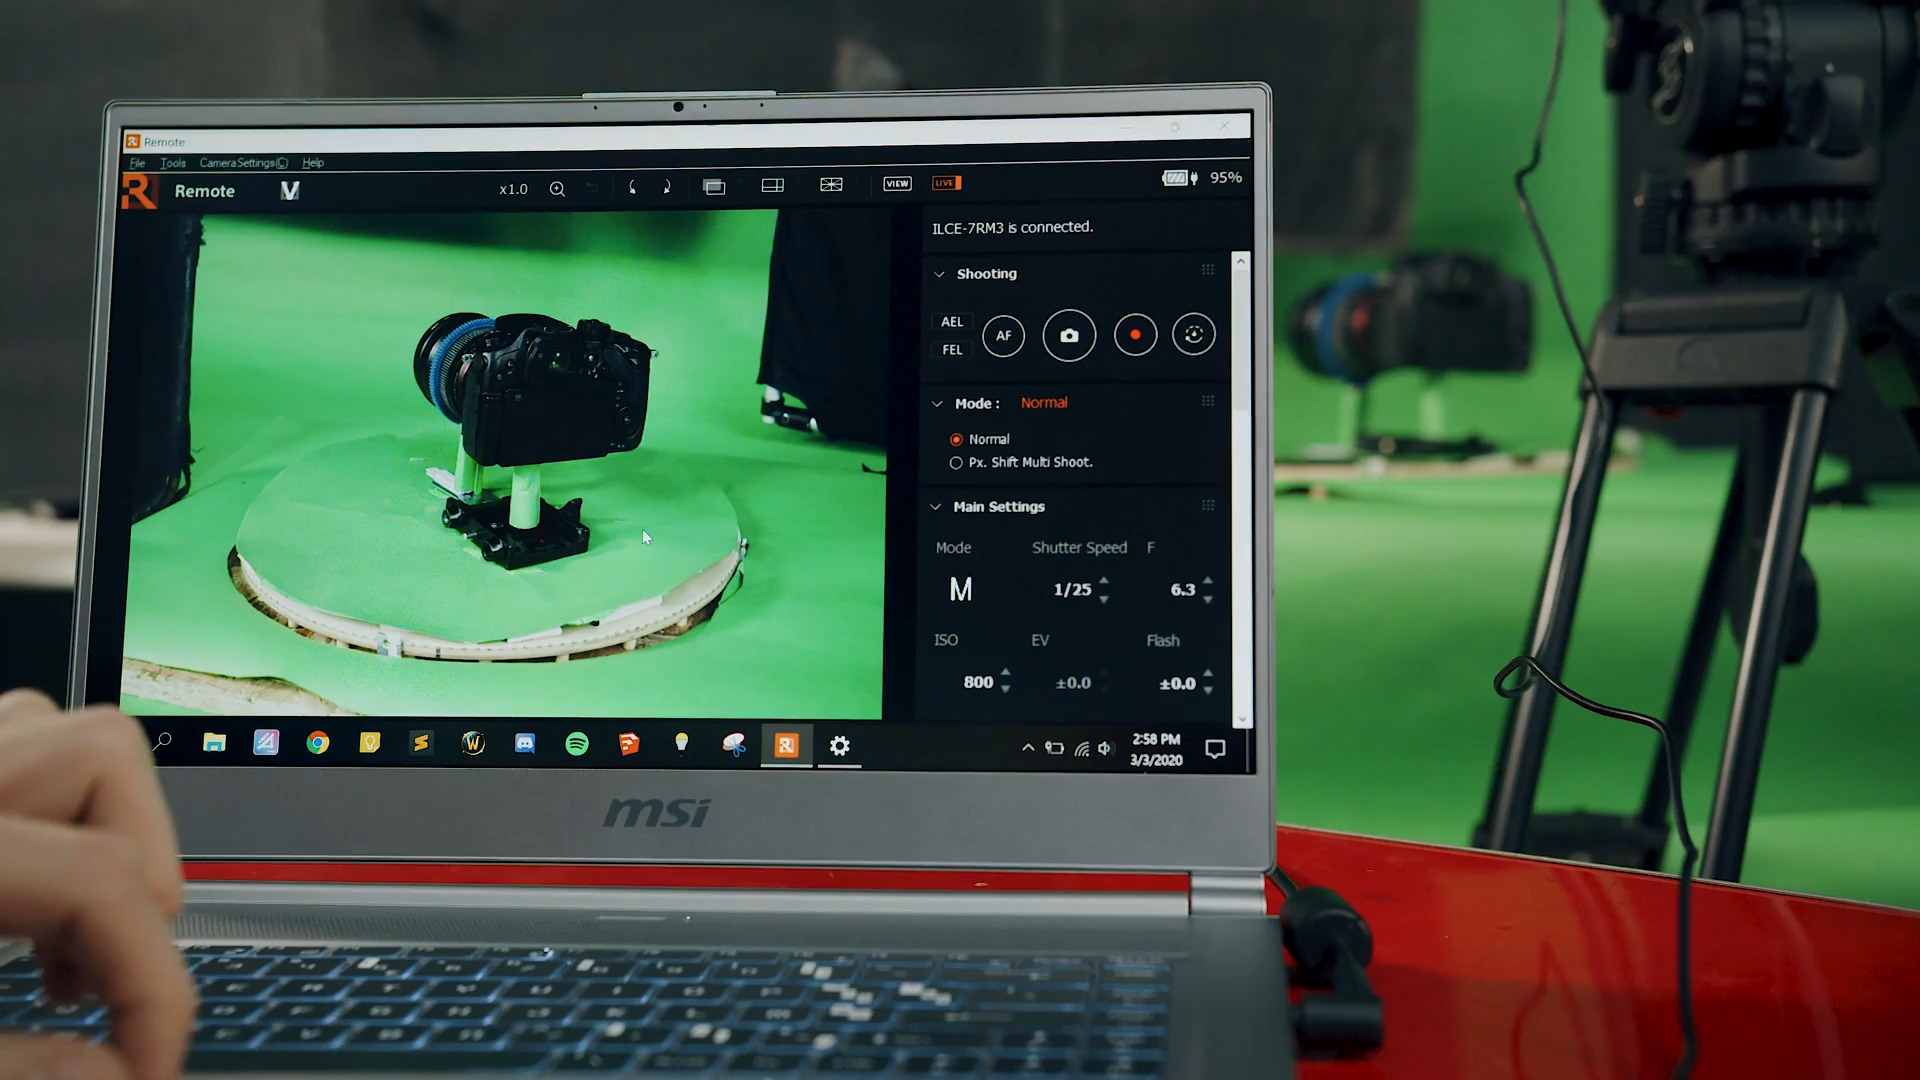 Remote
File Tools Camera Settings(C) Help
R Remote V x1.0 VIEW LIVE 95%
ILCE-7RM3 is connected.
Shooting
AEL
FEL
AF
Mode : Normal
Normal
Px. Shift Multi Shoot.
Main Settings
Mode Shutter Speed F
M 1/25 6.3
ISO EV Flash
800 ±0.0 ±0.0
2:58 PM
3/3/2020
msi